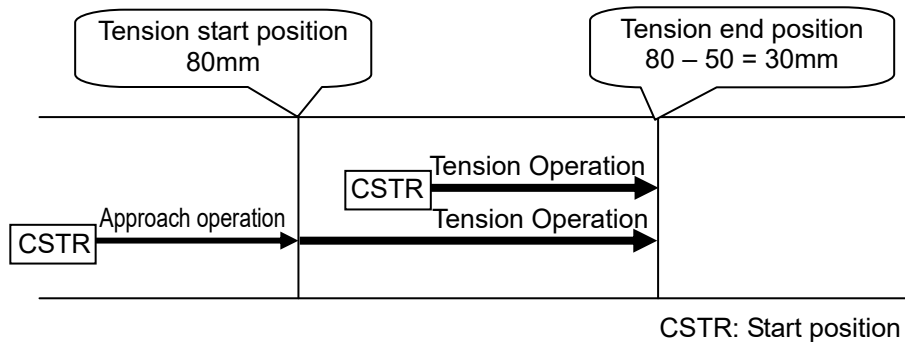 Tension start position
80mm
Tension end position
80 – 50 = 30mm
Tension Operation
CSTR
Approach operation
Tension Operation
CSTR
CSTR: Start position